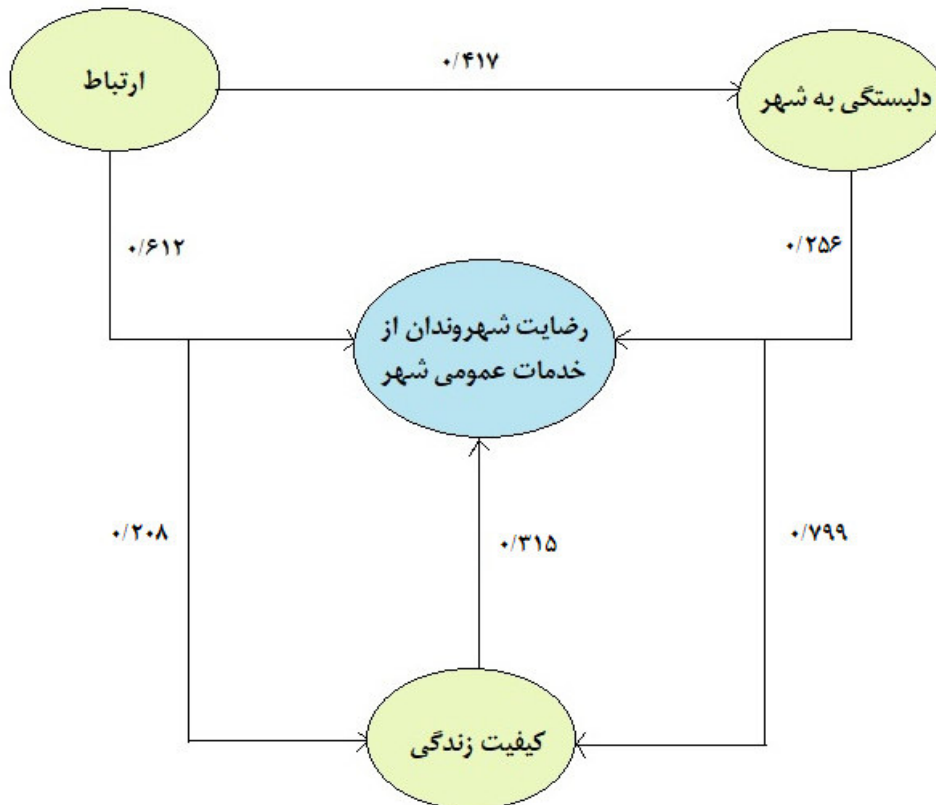 ۰/۴۱۷
ارتباط
دلبستگی به شهر
۰/۶۱۲
۰/۲۵۶
رضایت شهروندان از
خدمات عمومی شهر
۰/۲۰۸
۰/۳۱۵
۰/۷۹۹
کیفیت زندگی